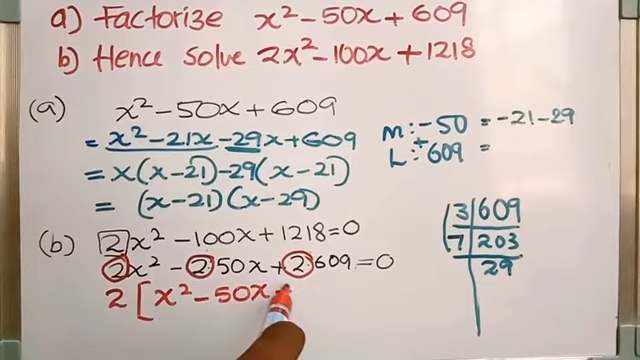 a) Factorize x² - 50x + 609
b) Hence solve 2x² - 100x + 1218
(a) x² - 50x + 609
= x² - 21x - 29x + 609
= x(x - 21) - 29(x - 21)
= (x - 21)(x - 29)
M: -50 = -21 - 29
L: +609 =
3 | 609
7 | 203
29
(b) 2x² - 100x + 1218 = 0
2x² - 2·50x + 2·609 = 0
2[x² - 50x